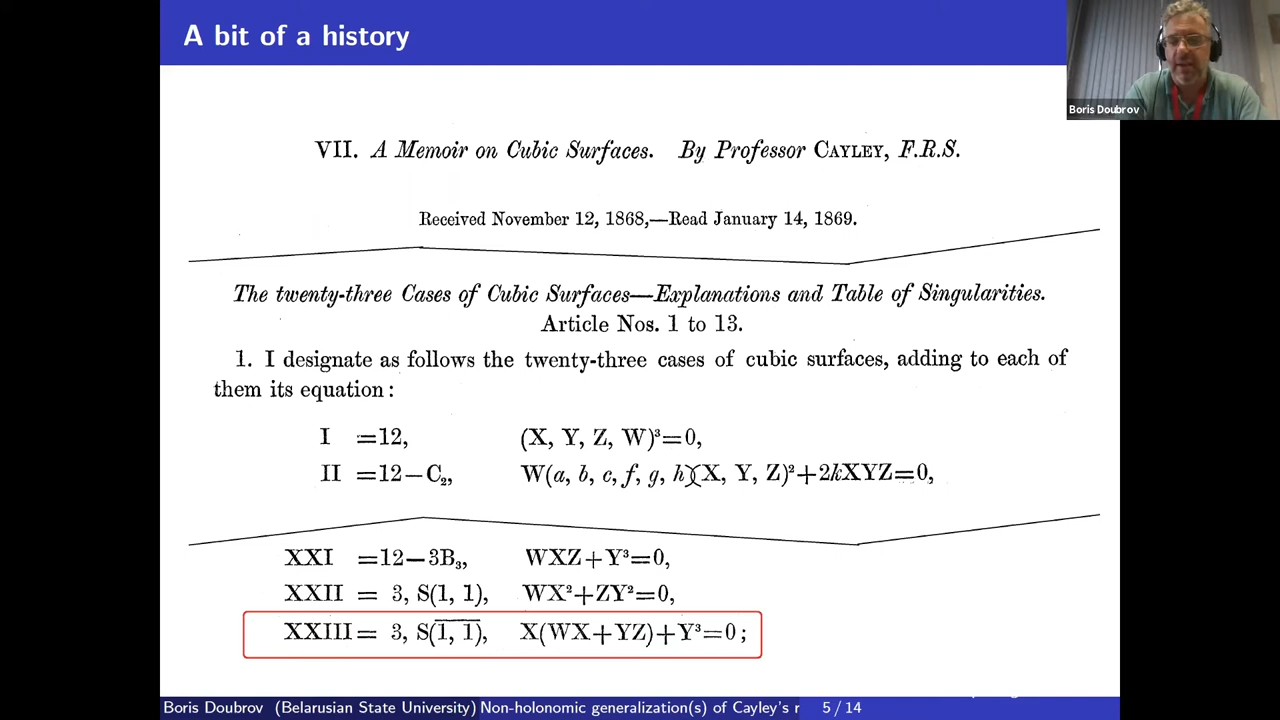 A bit of a history
Boris Doubrov
VII. A Memoir on Cubic Surfaces. By Professor CAYLEY, F.R.S.
Received November 12, 1868,—Read January 14, 1869.
The twenty-three Cases of Cubic Surfaces—Explanations and Table of Singularities.
Article Nos. 1 to 13.
1. I designate as follows the twenty-three cases of cubic surfaces, adding to each of
them its equation:
I =12, (X, Y, Z, W)³=0,
II =12−C₂, W(a, b, c, f, g, h)(X, Y, Z)²+2kXYZ=0,
XXI =12−3B₃, WXZ+Y³=0,
XXII = 3, S(1, 1), WX²+ZY²=0,
XXIII = 3, S(1̅, 1̅), X(WX+YZ)+Y³=0;
Boris Doubrov (Belarusian State University) Non-holonomic generalization(s) of Cayley's r 5 / 14